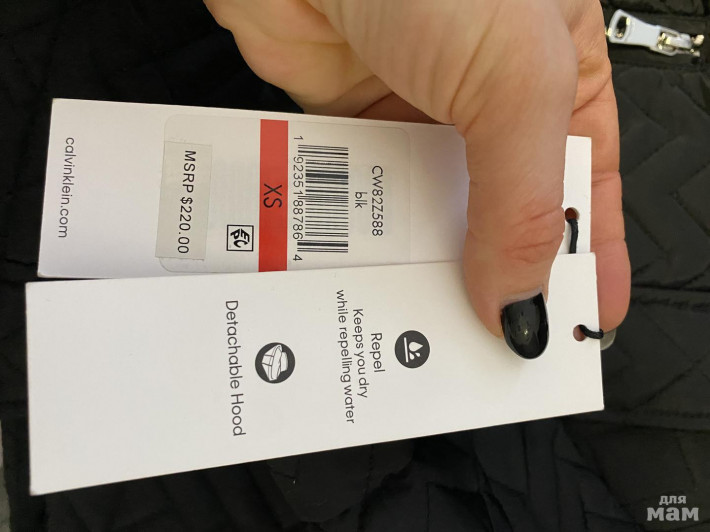 CW82Z588
blk
1 92351 88786 4
XS
MSRP $220.00
calvinklein.com
Repel
Keeps you dry
while repelling water
Detachable Hood
для
мам